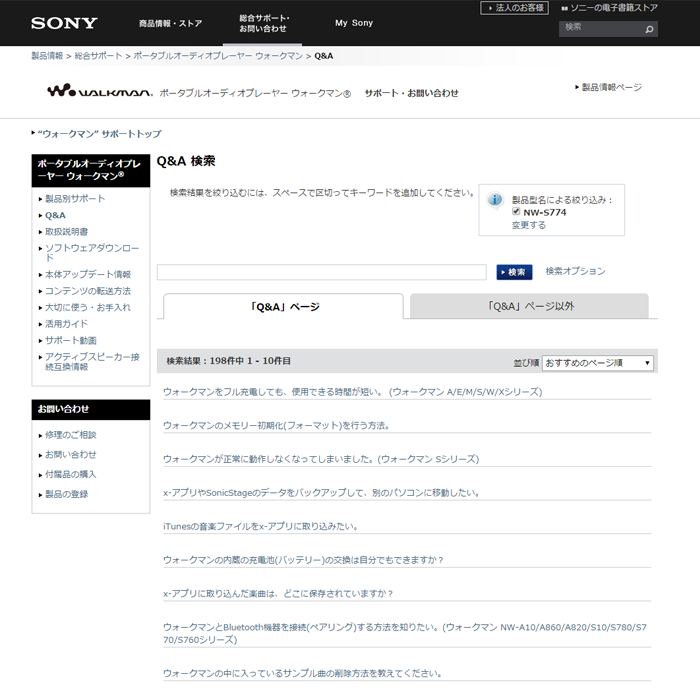 法人のお客様
ソニーの電子書籍ストア
SONY
商品情報・ストア
総合サポート・
お問い合わせ
My Sony
検索
製品情報 > 総合サポート > ポータブルオーディオプレーヤー ウォークマン > Q&A
WALKMAN. ポータブルオーディオプレーヤー ウォークマン® サポート・お問い合わせ
製品情報ページ
“ウォークマン” サポートトップ
ポータブルオーディオプレ
ーヤー ウォークマン®
製品別サポート
Q&A
取扱説明書
ソフトウェアダウンロー
ド
本体アップデート情報
コンテンツの転送方法
大切に使う・お手入れ
活用ガイド
サポート動画
アクティブスピーカー接
続互換情報
お問い合わせ
修理のご相談
お問い合わせ
付属品の購入
製品の登録
Q&A 検索
検索結果を絞り込むには、スペースで区切ってキーワードを追加してください。
製品型名による絞り込み：
NW-S774
変更する
検索
検索オプション
「Q&A」ページ
「Q&A」ページ以外
検索結果：198件中 1 - 10件目
並び順
おすすめのページ順
ウォークマンをフル充電しても、使用できる時間が短い。 (ウォークマン A/E/M/S/W/Xシリーズ)
ウォークマンのメモリー初期化(フォーマット)を行う方法。
ウォークマンが正常に動作しなくなってしまいました。(ウォークマン Sシリーズ)
x-アプリやSonicStageのデータをバックアップして、別のパソコンに移動したい。
iTunesの音楽ファイルをx-アプリに取り込みたい。
ウォークマンの内蔵の充電池(バッテリー)の交換は自分でもできますか？
x-アプリに取り込んだ楽曲は、どこに保存されていますか？
ウォークマンとBluetooth機器を接続(ペアリング)する方法を知りたい。(ウォークマン NW-A10/A860/A820/S10/S780/S7
70/S760シリーズ)
ウォークマンの中に入っているサンプル曲の削除方法を教えてください。